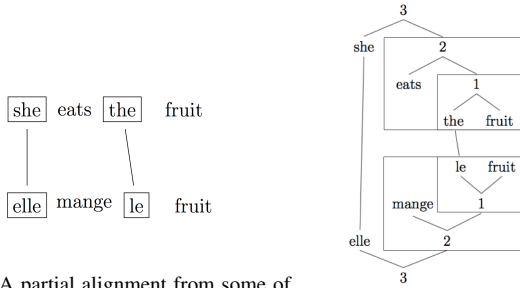 she eats the fruit
elle mange le fruit
A partial alignment from some of
3
she 2
eats 1
the fruit
le fruit
mange 1
elle 2
3